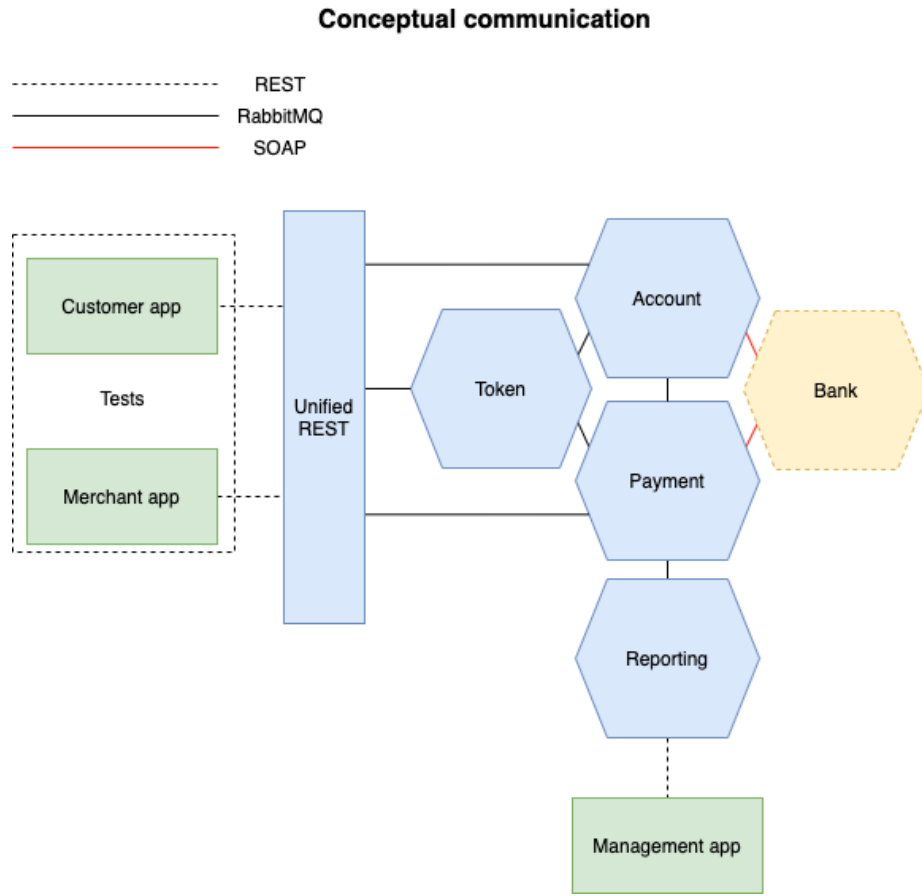 Conceptual communication
REST
RabbitMQ
SOAP
Customer app
Tests
Merchant app
Unified
REST
Token
Account
Payment
Bank
Reporting
Management app